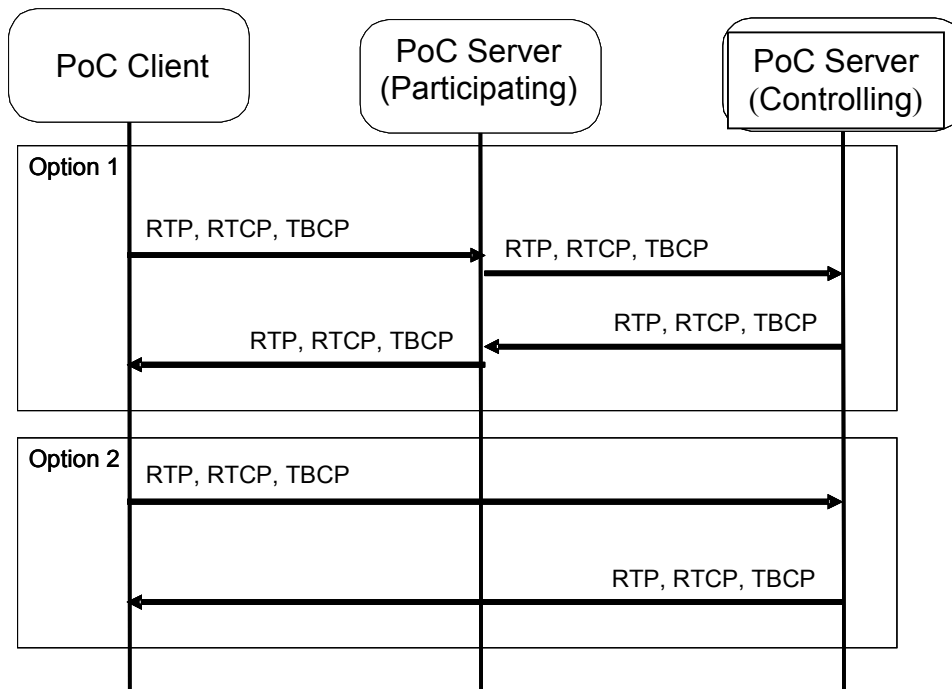 PoC Client
PoC Server
(Participating)
PoC Server
(Controlling)
Option 1
RTP, RTCP, TBCP
RTP, RTCP, TBCP
RTP, RTCP, TBCP
RTP, RTCP, TBCP
Option 2
RTP, RTCP, TBCP
RTP, RTCP, TBCP